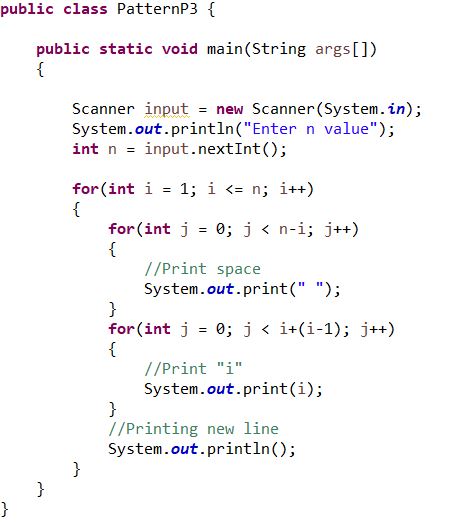 public class PatternP3 {
    public static void main(String args[])
    {
        Scanner input = new Scanner(System.in);
        System.out.println("Enter n value");
        int n = input.nextInt();
        for(int i = 1; i <= n; i++)
        {
            for(int j = 0; j < n-i; j++)
            {
                //Print space
                System.out.print(" ");
            }
            for(int j = 0; j < i+(i-1); j++)
            {
                //Print "i"
                System.out.print(i);
            }
            //Printing new line
            System.out.println();
        }
    }
}